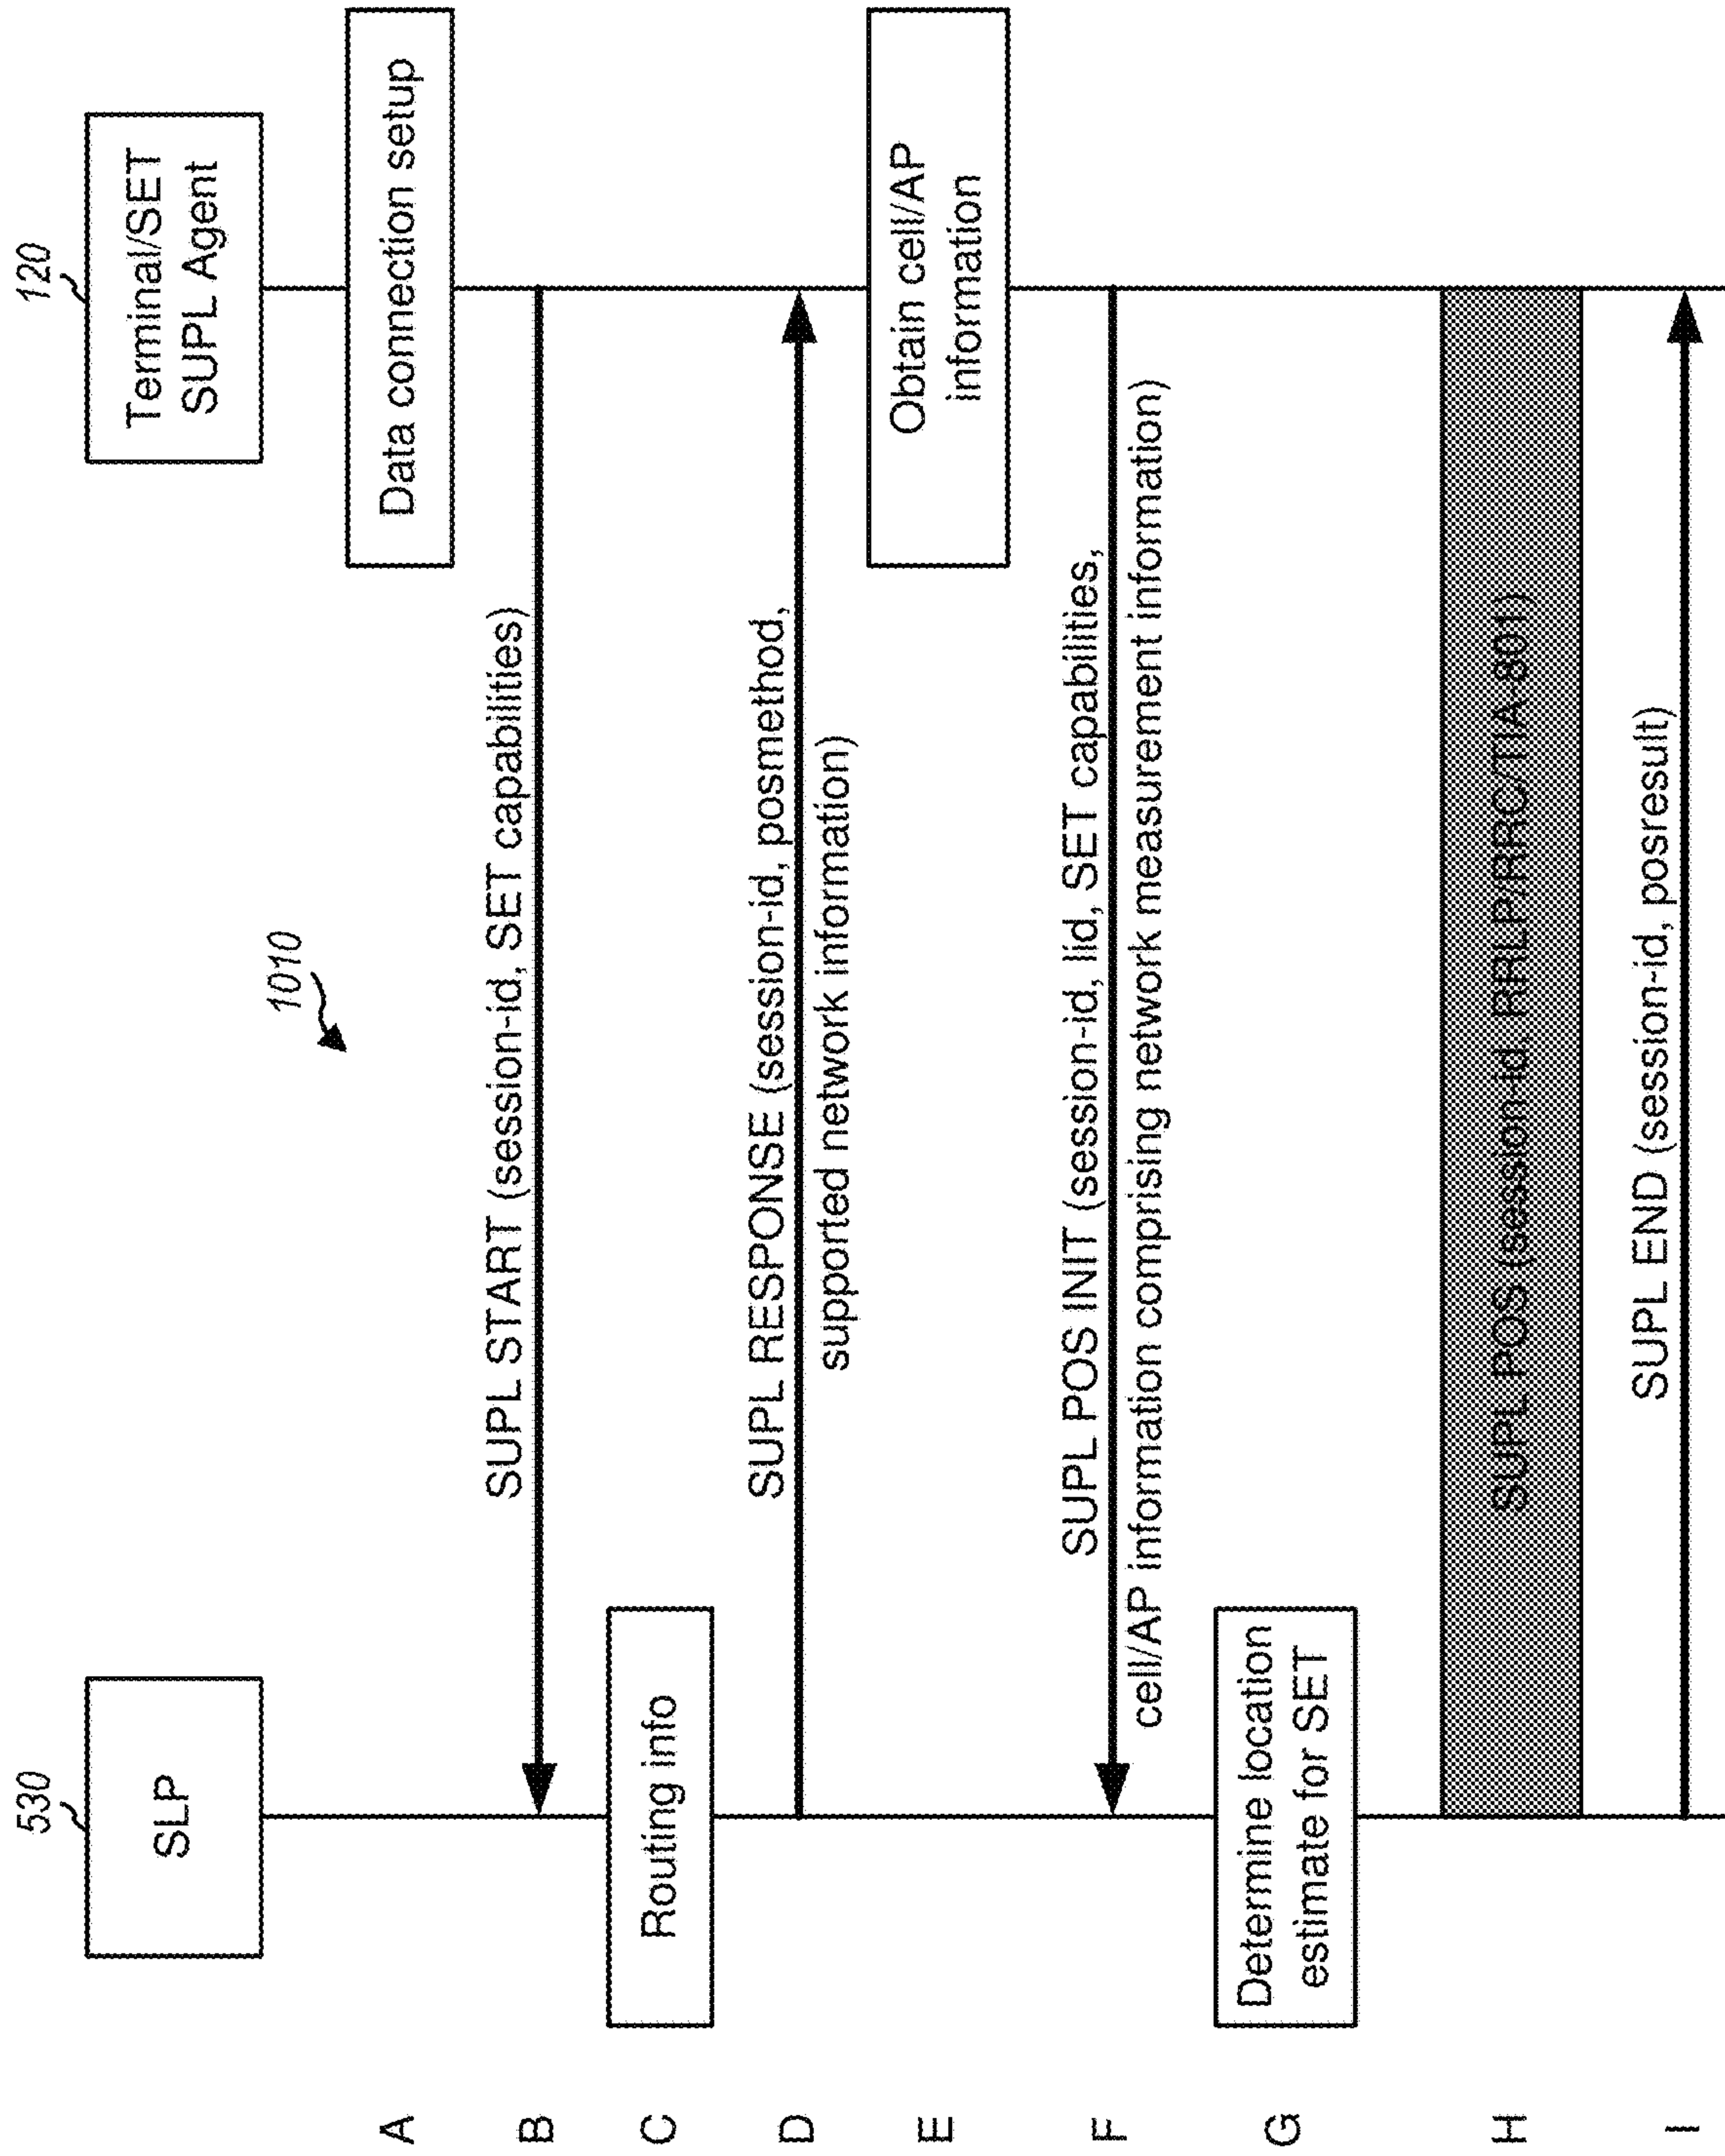 530
120
SLP
Terminal/SET
SUPL Agent
1010
A
Data connection setup
B
SUPL START (session-id, SET capabilities)
C
Routing info
D
SUPL RESPONSE (session-id, posmethod,
supported network information)
E
Obtain cell/AP
information
F
SUPL POS INIT (session-id, lid, SET capabilities,
cell/AP information comprising network measurement information)
G
Determine location
estimate for SET
H
SUPL POS (session-id, RRLP/RRC/TIA-801)
I
SUPL END (session-id, posresult)